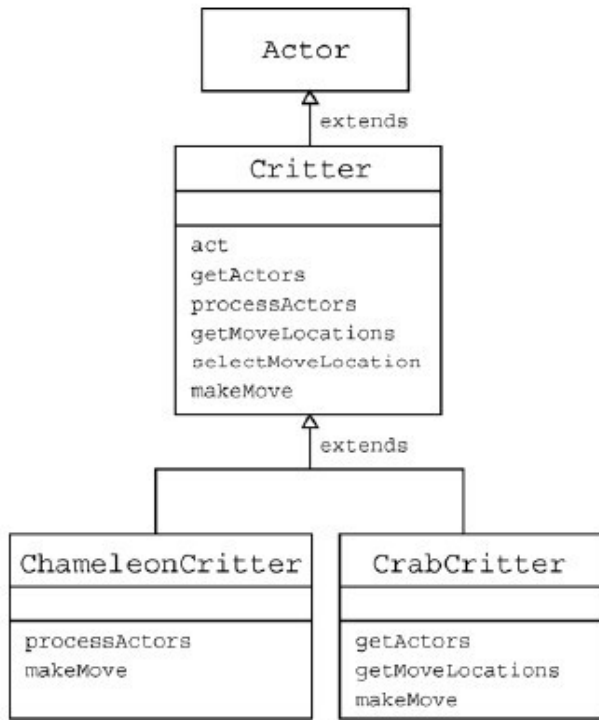 Actor
extends
Critter
act
getActors
processActors
getMoveLocations
selectMoveLocation
makeMove
extends
ChameleonCritter
processActors
makeMove
CrabCritter
getActors
getMoveLocations
makeMove